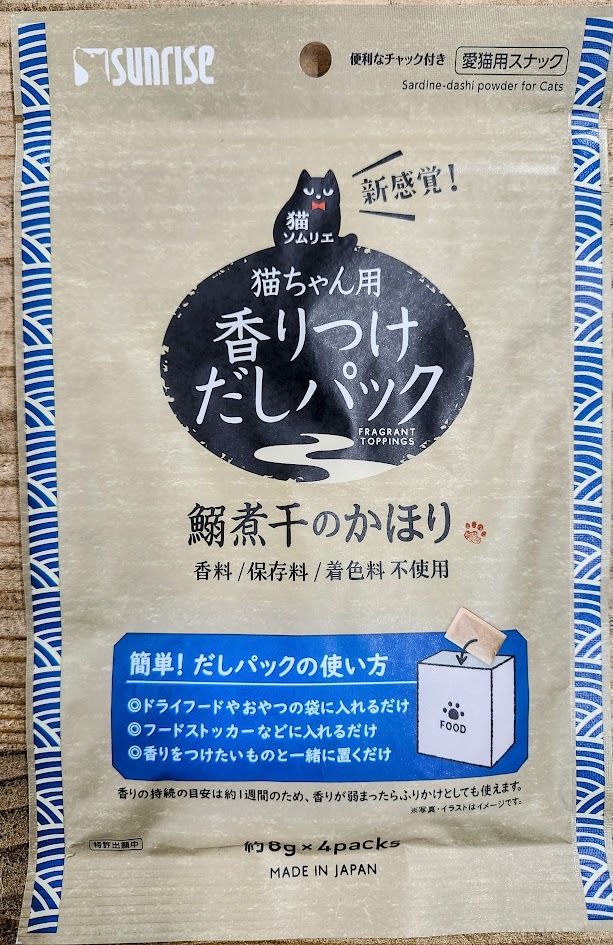 SUNRISE
便利なチャック付き 愛猫用スナック
Sardine-dashi powder for Cats
新感覚!
猫
ソムリエ
猫ちゃん用
香りつけ
だしパック
FRAGRANT
TOPPINGS
鰯煮干のかほり
香料/保存料/着色料 不使用
簡単! だしパックの使い方
◎ドライフードやおやつの袋に入れるだけ
◎フードストッカーなどに入れるだけ
◎香りをつけたいものと一緒に置くだけ
FOOD
香りの持続の目安は約1週間のため、香りが弱まったらふりかけとしても使えます。
※写真・イラストはイメージです。
特許出願中
約6g×4packs
MADE IN JAPAN